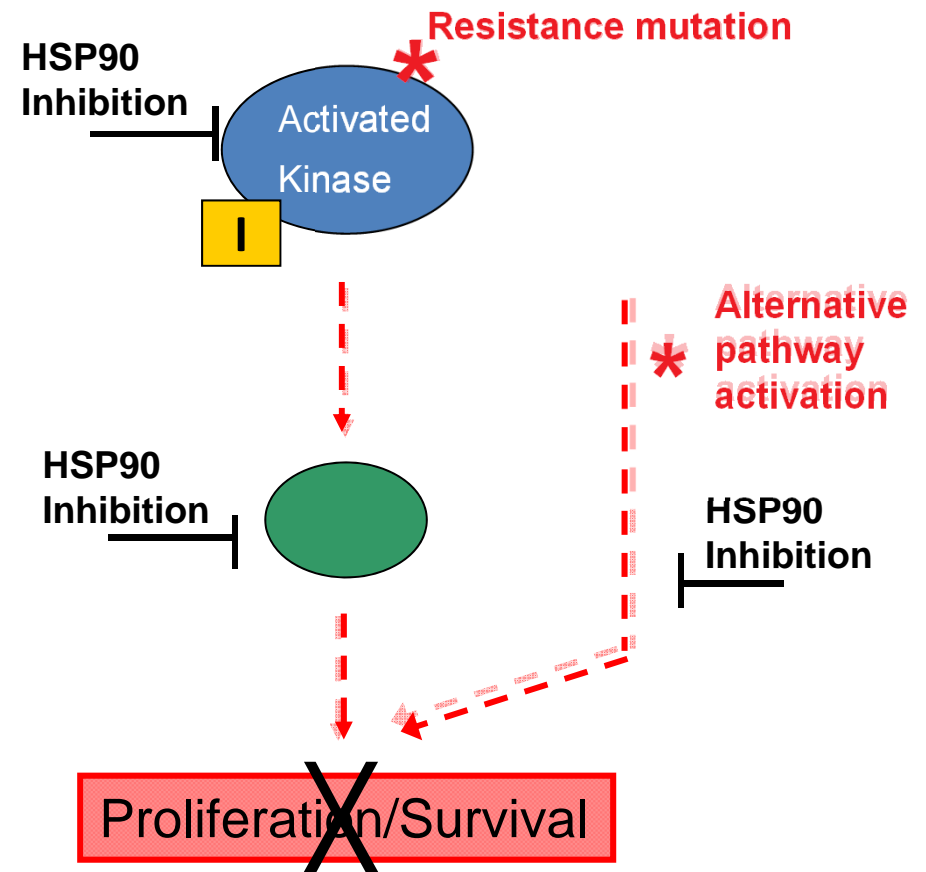 Resistance mutation
*
HSP90
Inhibition
Activated
Kinase
I
Alternative
pathway
activation
*
HSP90
Inhibition
HSP90
Inhibition
Proliferation/Survival
X